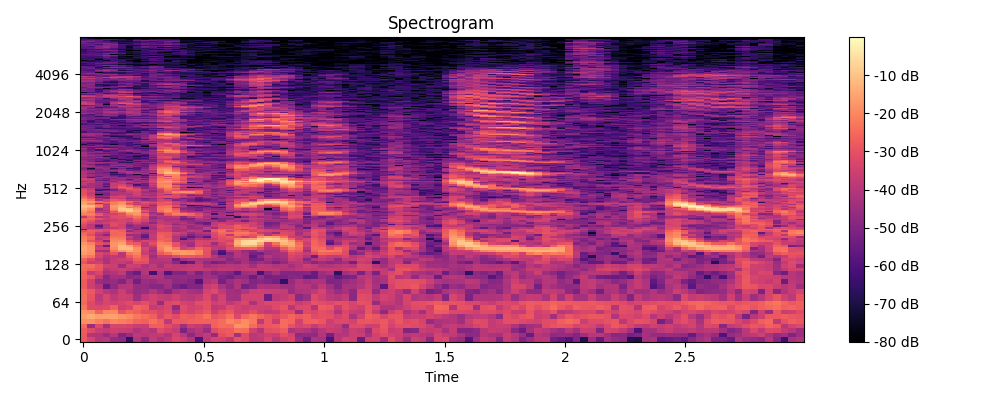 Spectrogram
Hz
4096
2048
1024
512
256
128
64
0
0
0.5
1
1.5
2
2.5
Time
-10 dB
-20 dB
-30 dB
-40 dB
-50 dB
-60 dB
-70 dB
-80 dB